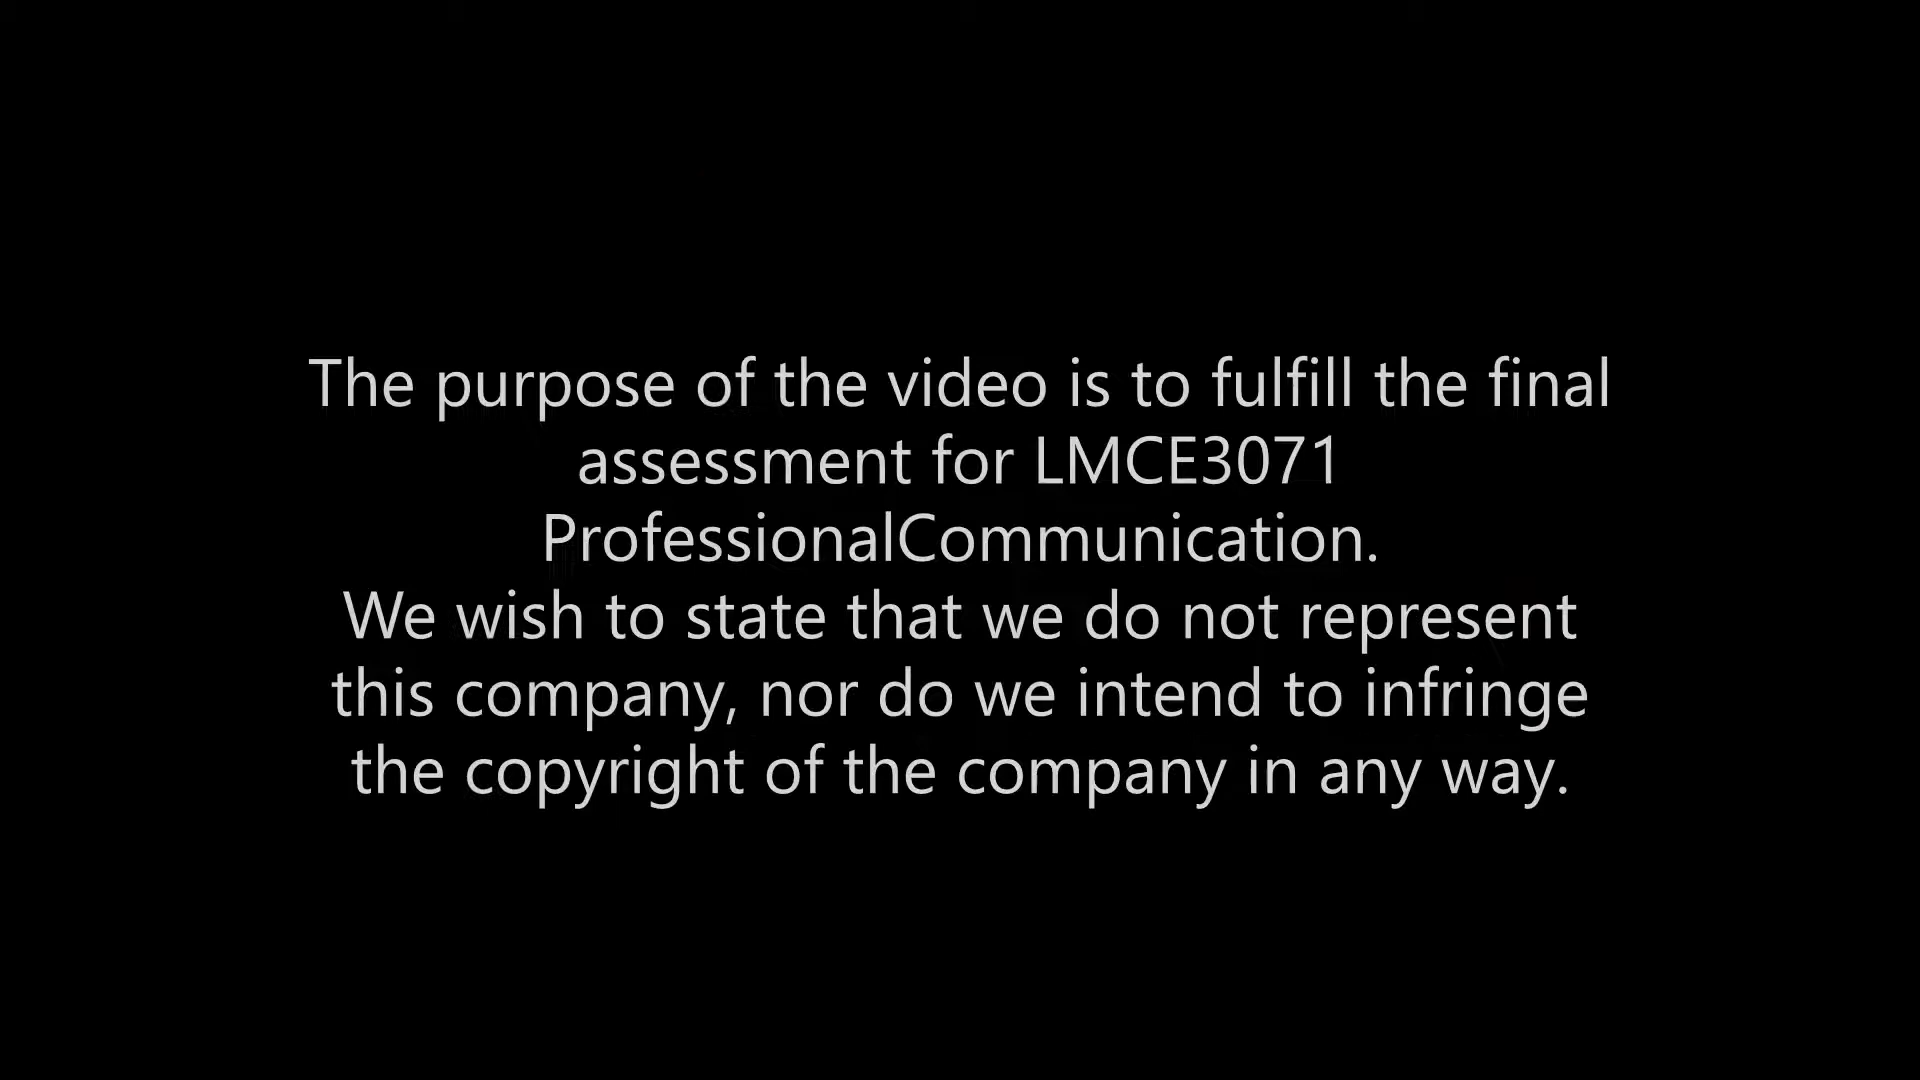 The purpose of the video is to fulfill the final
assessment for LMCE3071
ProfessionalCommunication.
We wish to state that we do not represent
this company, nor do we intend to infringe
the copyright of the company in any way.